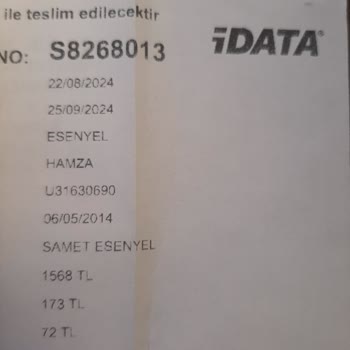 ile teslim edilecektir
NO: S8268013
iDATA
22/08/2024
25/09/2024
ESENYEL
HAMZA
U31630690
06/05/2014
SAMET ESENYEL
1568 TL
173 TL
72 TL